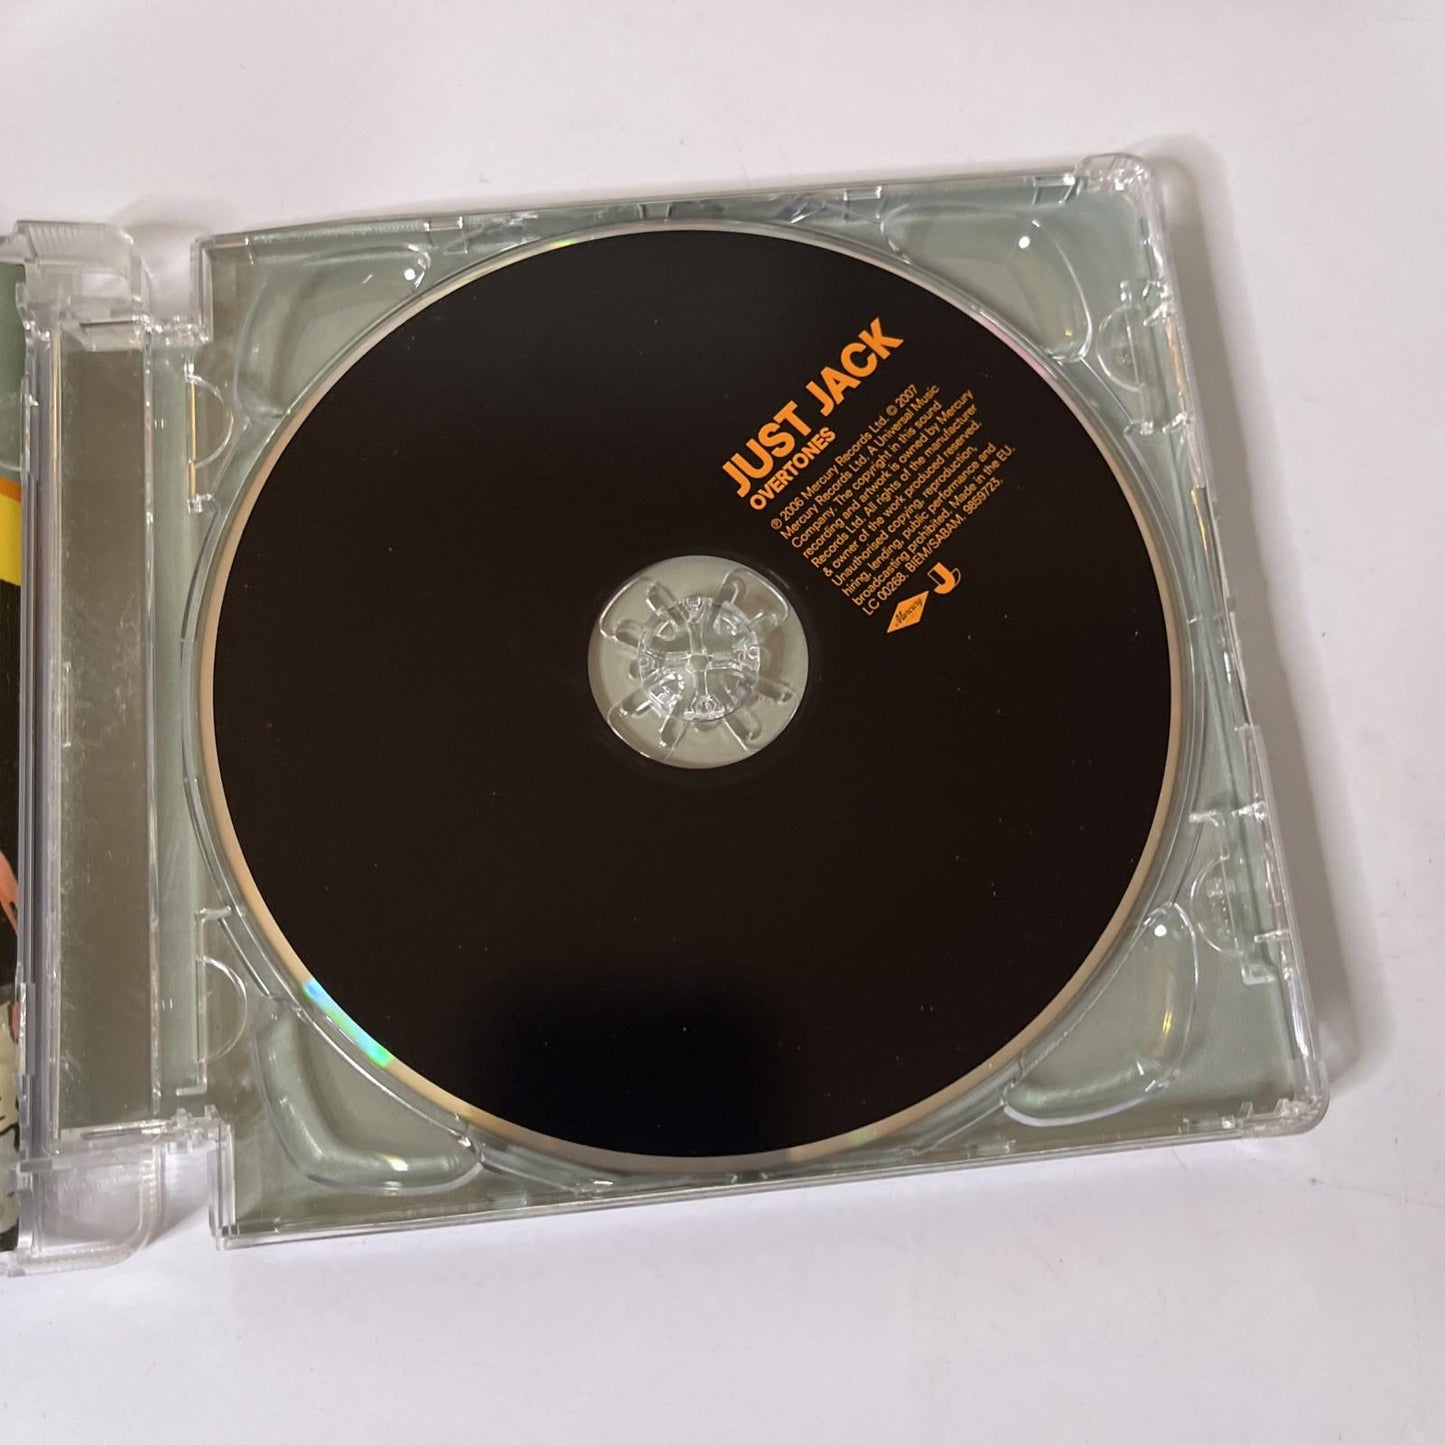 JUST JACK
OVERTONES
℗ 2006 Mercury Records Ltd. © 2007
Mercury Records Ltd. A Universal Music
Company. The copyright in this sound
recording and artwork is owned by Mercury
Records Ltd. All rights of the manufacturer
& owner of the work produced reserved.
Unauthorised copying, reproduction,
hiring, lending, public performance and
broadcasting prohibited. Made in the EU.
LC 00268. BIEM/SABAM. 9859723.
Mercury J